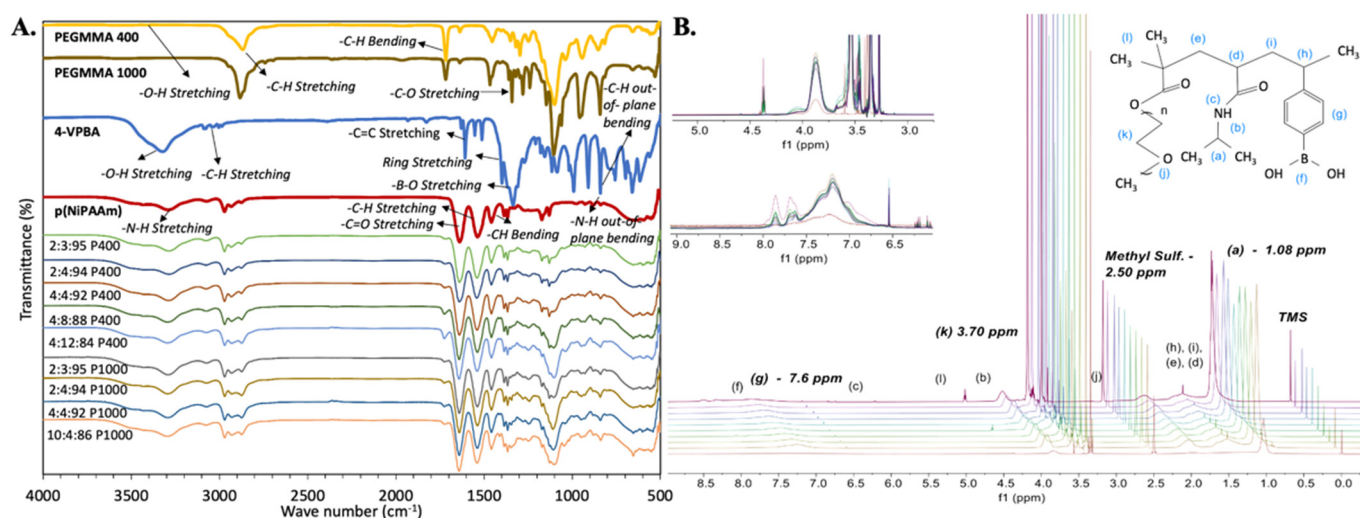 A.
PEGMMA 400
-C-H Bending
PEGMMA 1000
-O-H Stretching
-C-H Stretching
-C-O Stretching
-C-H out-
of- plane
bending
4-VPBA
-C=C Stretching
Ring Stretching
-O-H Stretching
-C-H Stretching
-B-O Stretching
p(NiPAAm)
-N-H Stretching
-C-H Stretching
-C=O Stretching
-CH Bending
-N-H out-of-
plane bending
2:3:95 P400
2:4:94 P400
4:4:92 P400
4:8:88 P400
4:12:84 P400
2:3:95 P1000
2:4:94 P1000
4:4:92 P1000
10:4:86 P1000
Transmittance (%)
4000 3500 3000 2500 2000 1500 1000 500
Wave number (cm-1)
B.
5.0 4.5 4.0 3.5 3.0
f1 (ppm)
9.0 8.5 8.0 7.5 7.0 6.5
f1 (ppm)
(l) CH3 (e) (i) (h)
CH3
(d)
CH3
O
O
(c)
NH
(g)
O
n
(k)
(b)
O
H3C CH3
(a)
(j)
CH3
B
OH (f) OH
Methyl Sulf. -
2.50 ppm
(a) - 1.08 ppm
(k) 3.70 ppm
TMS
(h), (i),
(e), (d)
(g) - 7.6 ppm
(f) (c) (l) (b) (j)
8.5 8.0 7.5 7.0 6.5 6.0 5.5 5.0 4.5 4.0 3.5 3.0 2.5 2.0 1.5 1.0 0.5 0.0
f1 (ppm)